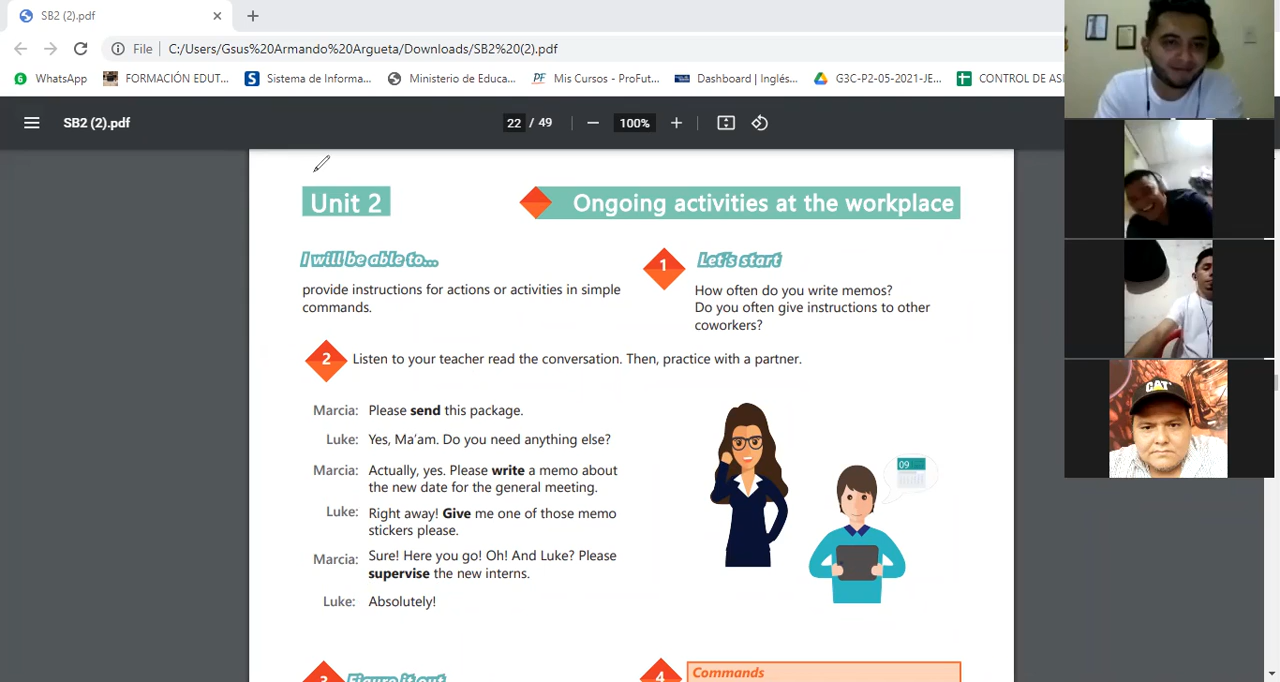 SB2 (2).pdf
File C:/Users/Gsus%20Armando%20Argueta/Downloads/SB2%20(2).pdf
WhatsApp FORMACIÓN EDUT... Sistema de Informa... Ministerio de Educa... Mis Cursos - ProFut... Dashboard | Inglés... G3C-P2-05-2021-JE... CONTROL DE ASI
SB2 (2).pdf 22 / 49 100%
Unit 2 Ongoing activities at the workplace
I will be able to...
provide instructions for actions or activities in simple
commands.
1 Let's start
How often do you write memos?
Do you often give instructions to other
coworkers?
2 Listen to your teacher read the conversation. Then, practice with a partner.
Marcia: Please send this package.
Luke: Yes, Ma'am. Do you need anything else?
Marcia: Actually, yes. Please write a memo about
the new date for the general meeting.
Luke: Right away! Give me one of those memo
stickers please.
Marcia: Sure! Here you go! Oh! And Luke? Please
supervise the new interns.
Luke: Absolutely!
09
CAT
3 Figure it out
4 Commands